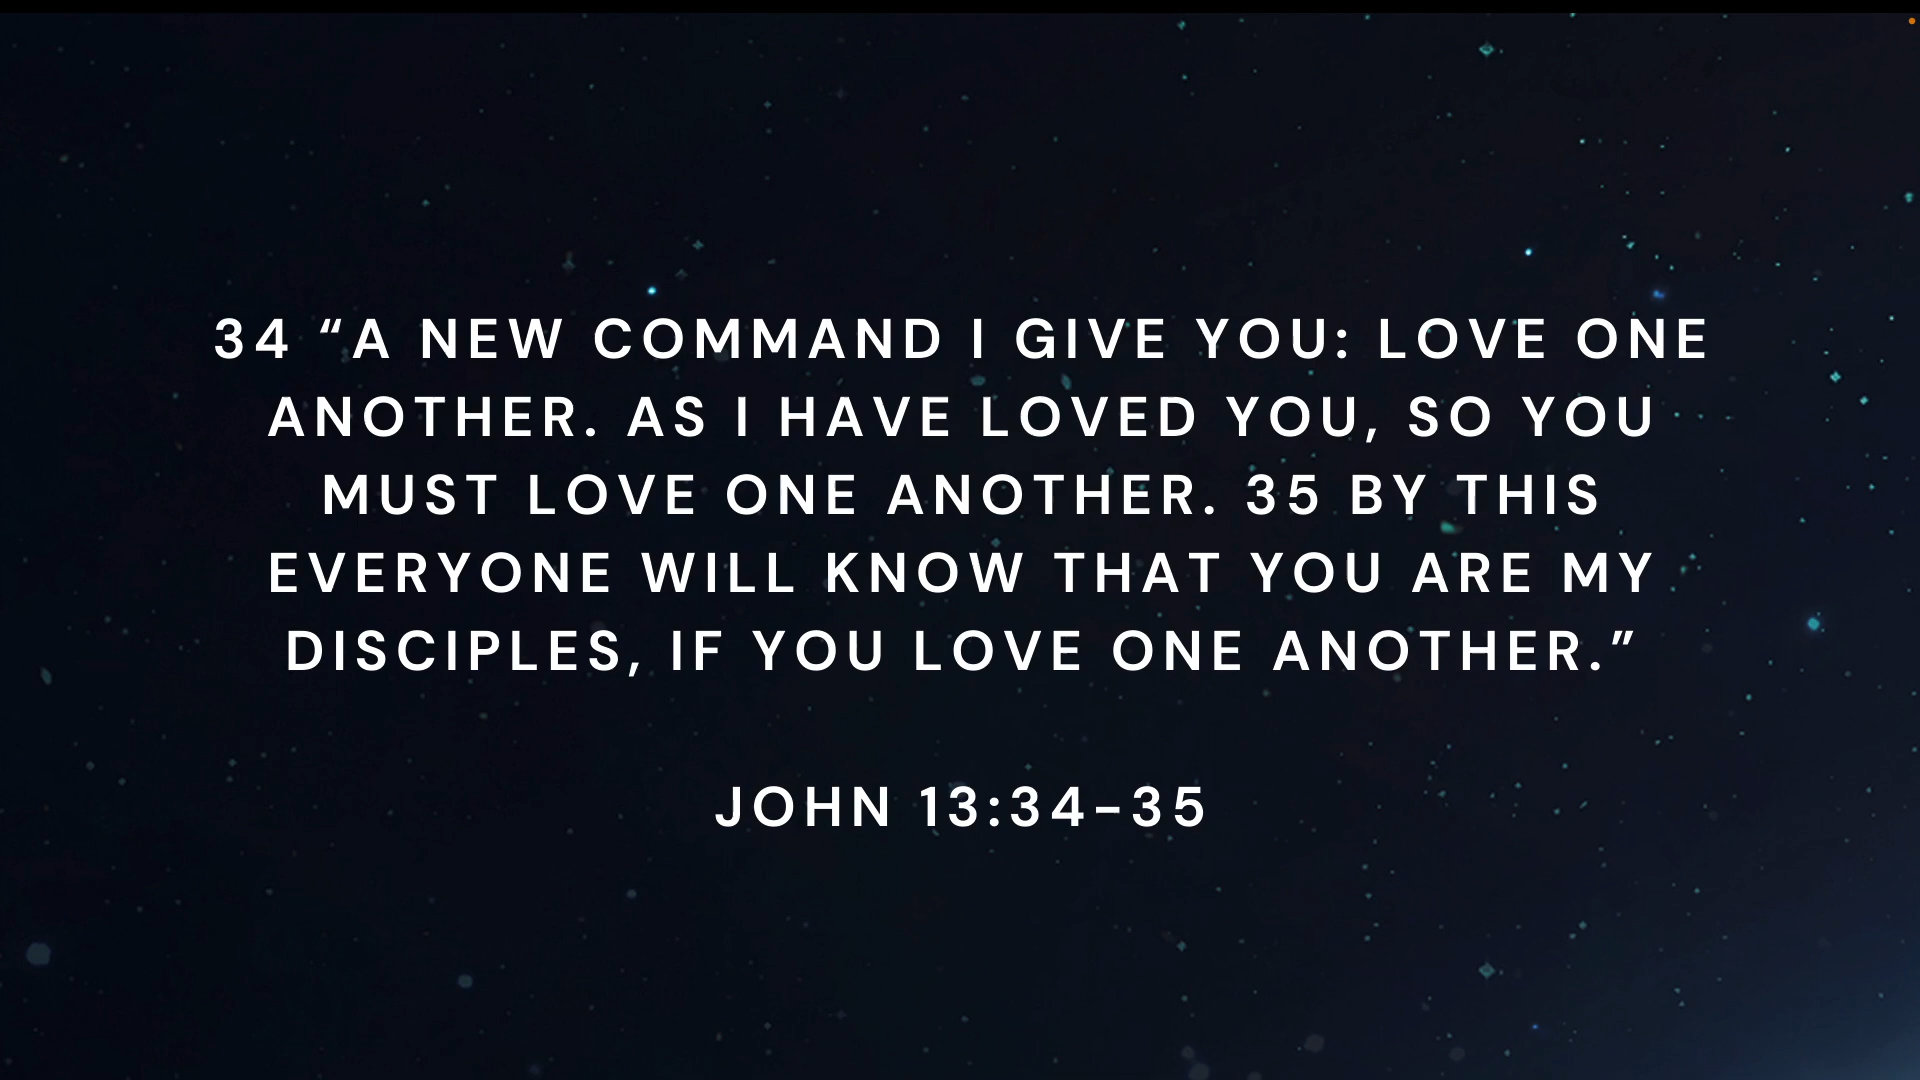 34 “A NEW COMMAND I GIVE YOU: LOVE ONE
ANOTHER. AS I HAVE LOVED YOU, SO YOU
MUST LOVE ONE ANOTHER. 35 BY THIS
EVERYONE WILL KNOW THAT YOU ARE MY
DISCIPLES, IF YOU LOVE ONE ANOTHER.”
JOHN 13:34-35